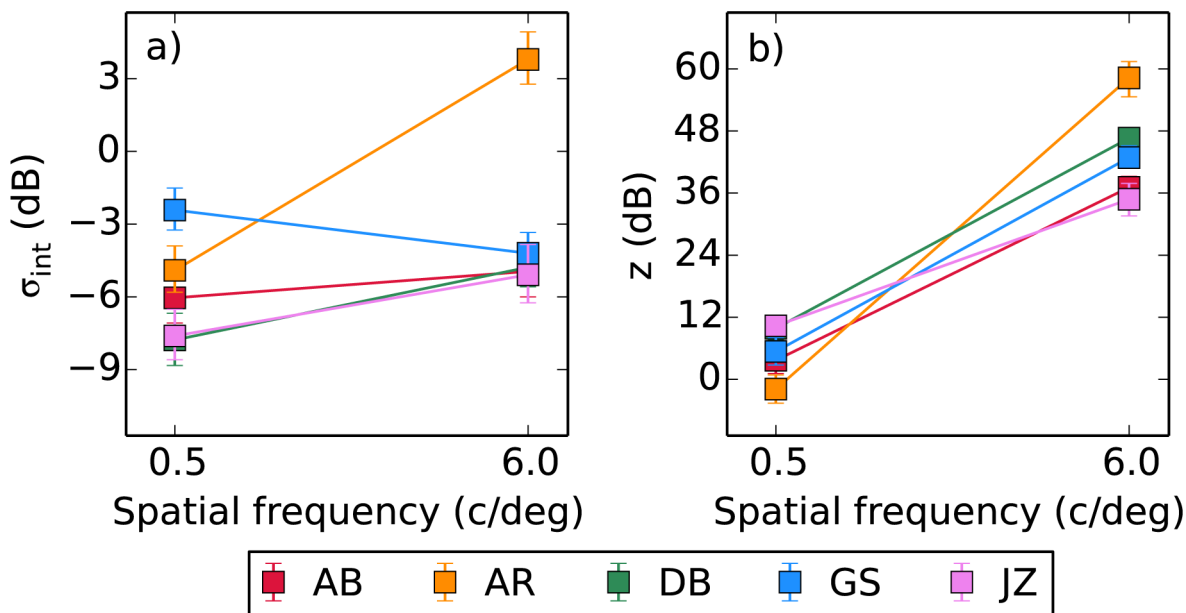 a)
3
0
−3
−6
−9
σint (dB)
0.5 6.0
Spatial frequency (c/deg)
b)
60
48
36
24
12
0
z (dB)
0.5 6.0
Spatial frequency (c/deg)
AB AR DB GS JZ